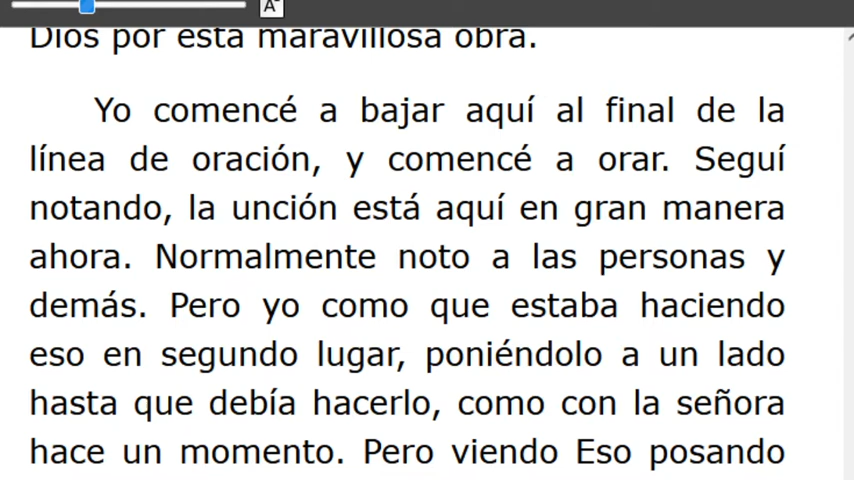 A
Dios por esta maravillosa obra.
Yo comencé a bajar aquí al final de la
línea de oración, y comencé a orar. Seguí
notando, la unción está aquí en gran manera
ahora. Normalmente noto a las personas y
demás. Pero yo como que estaba haciendo
eso en segundo lugar, poniéndolo a un lado
hasta que debía hacerlo, como con la señora
hace un momento. Pero viendo Eso posando